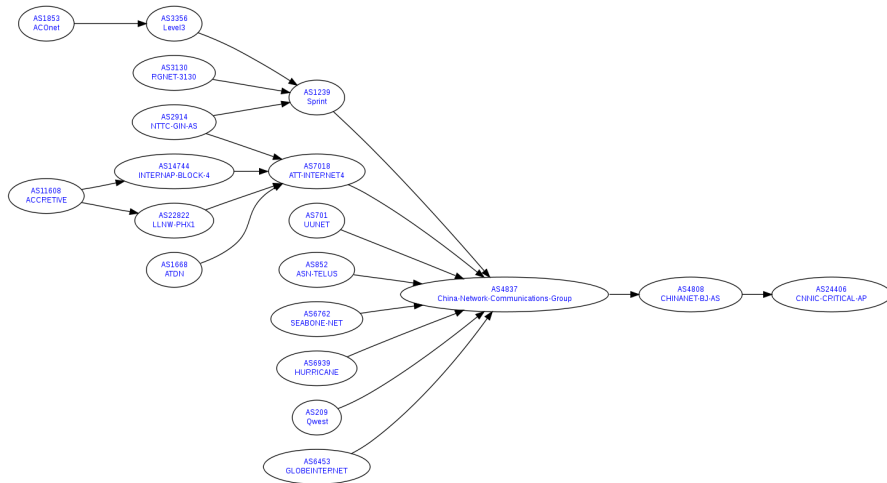 AS1853
ACOnet
AS3356
Level3
AS3130
RGNET-3130
AS1239
Sprint
AS2914
NTTC-GIN-AS
AS14744
INTERNAP-BLOCK-4
AS7018
ATT-INTERNET4
AS11608
ACCRETIVE
AS22822
LLNW-PHX1
AS701
UUNET
AS1668
ATDN
AS852
ASN-TELUS
AS4837
China-Network-Communications-Group
AS4808
CHINANET-BJ-AS
AS24406
CNNIC-CRITICAL-AP
AS6762
SEABONE-NET
AS6939
HURRICANE
AS209
Qwest
AS6453
GLOBEINTERNET